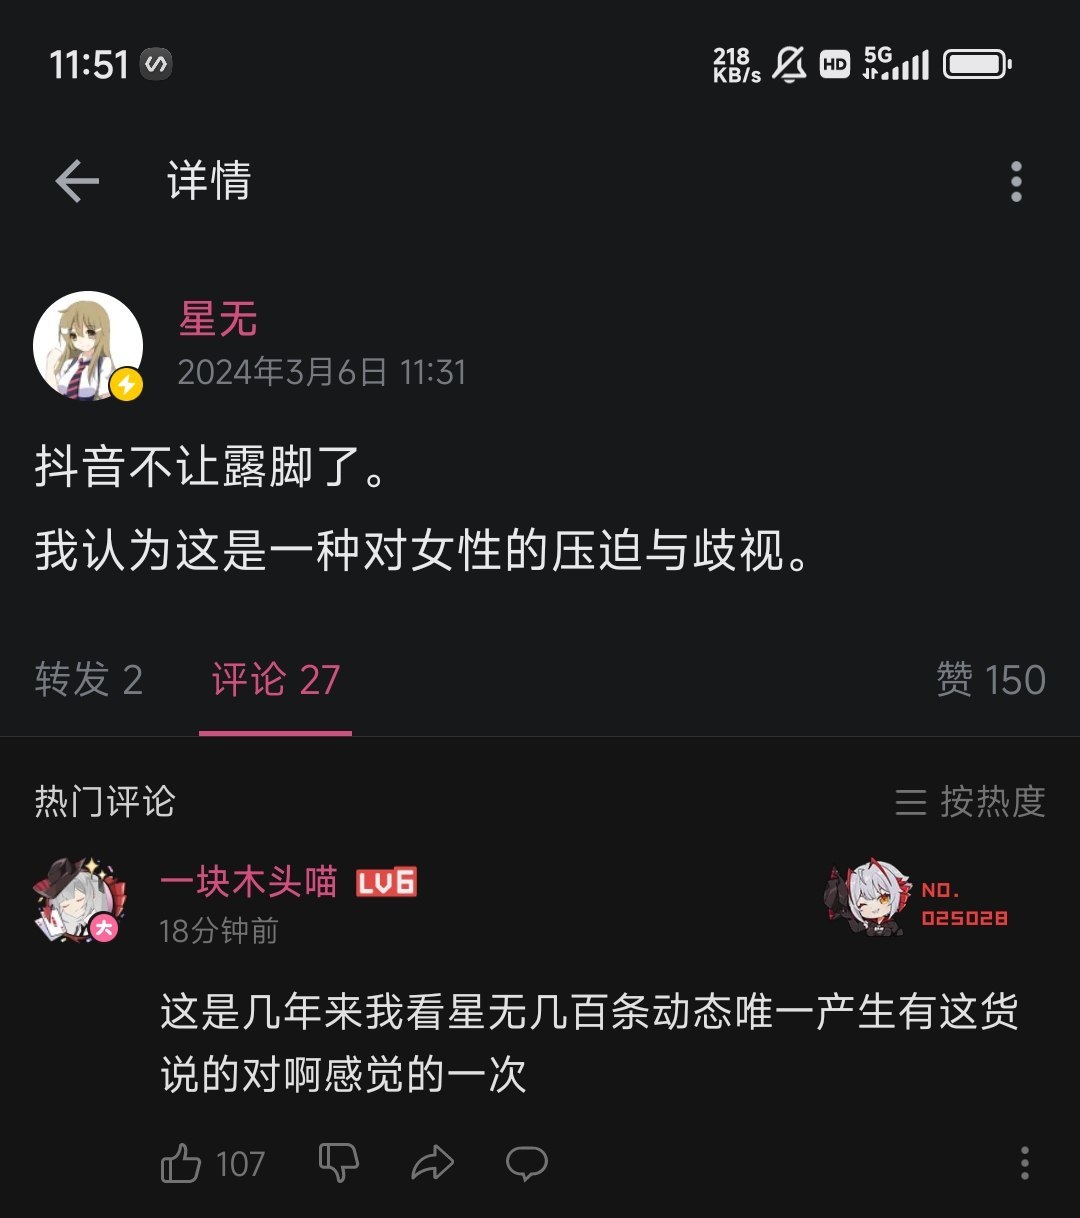 11:51
218 KB/s HD 5G
详情
星无
2024年3月6日 11:31
抖音不让露脚了。
我认为这是一种对女性的压迫与歧视。
转发 2 评论 27 赞 150
热门评论 按热度
一块木头喵 LV6
18分钟前
大
NO.
025028
这是几年来我看星无几百条动态唯一产生有这货
说的对啊感觉的一次
107